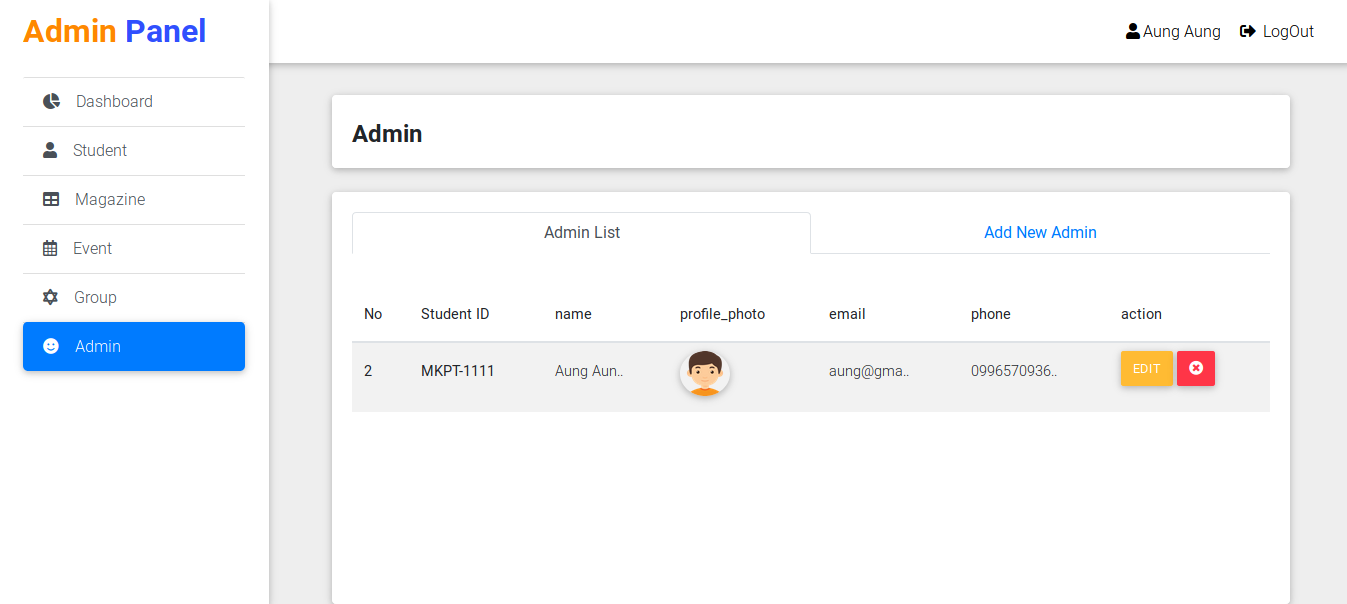 Admin Panel
Aung Aung LogOut
Dashboard
Student
Magazine
Event
Group
Admin
Admin
Admin List Add New Admin
No Student ID name profile_photo email phone action
2 MKPT-1111 Aung Aun.. aung@gma.. 0996570936.. EDIT